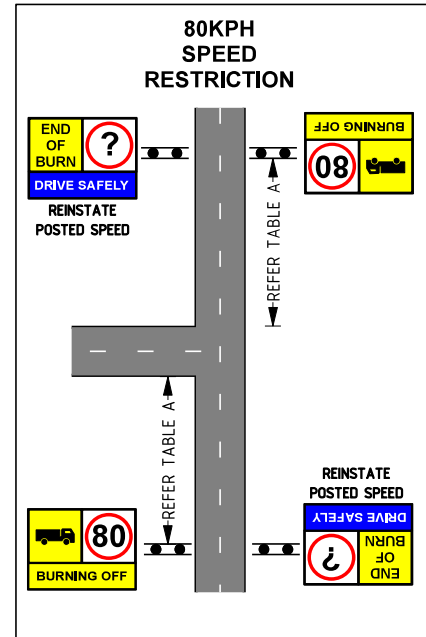 80KPH
SPEED
RESTRICTION
END
OF
BURN
?
DRIVE SAFELY
REINSTATE
POSTED SPEED
BURNING OFF
80
REFER TABLE A
REFER TABLE A
80
BURNING OFF
REINSTATE
POSTED SPEED
DRIVE SAFELY
END
OF
BURN
?